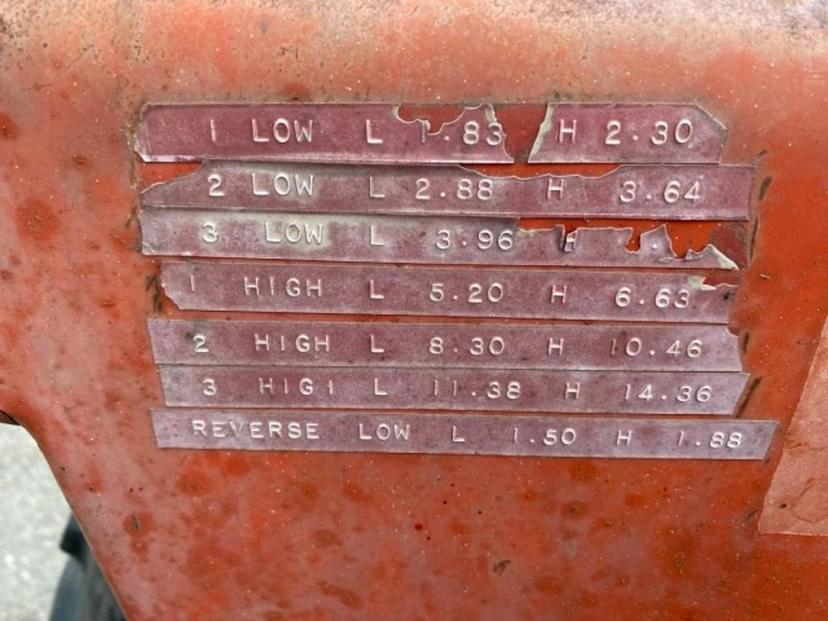 1 LOW L 1.83 H 2.30
2 LOW L 2.88 H 3.64
3 LOW L 3.96 H
1 HIGH L 5.20 H 6.63
2 HIGH L 8.30 H 10.46
3 HIG1 L 11.38 H 14.36
REVERSE LOW L 1.50 H 1.88